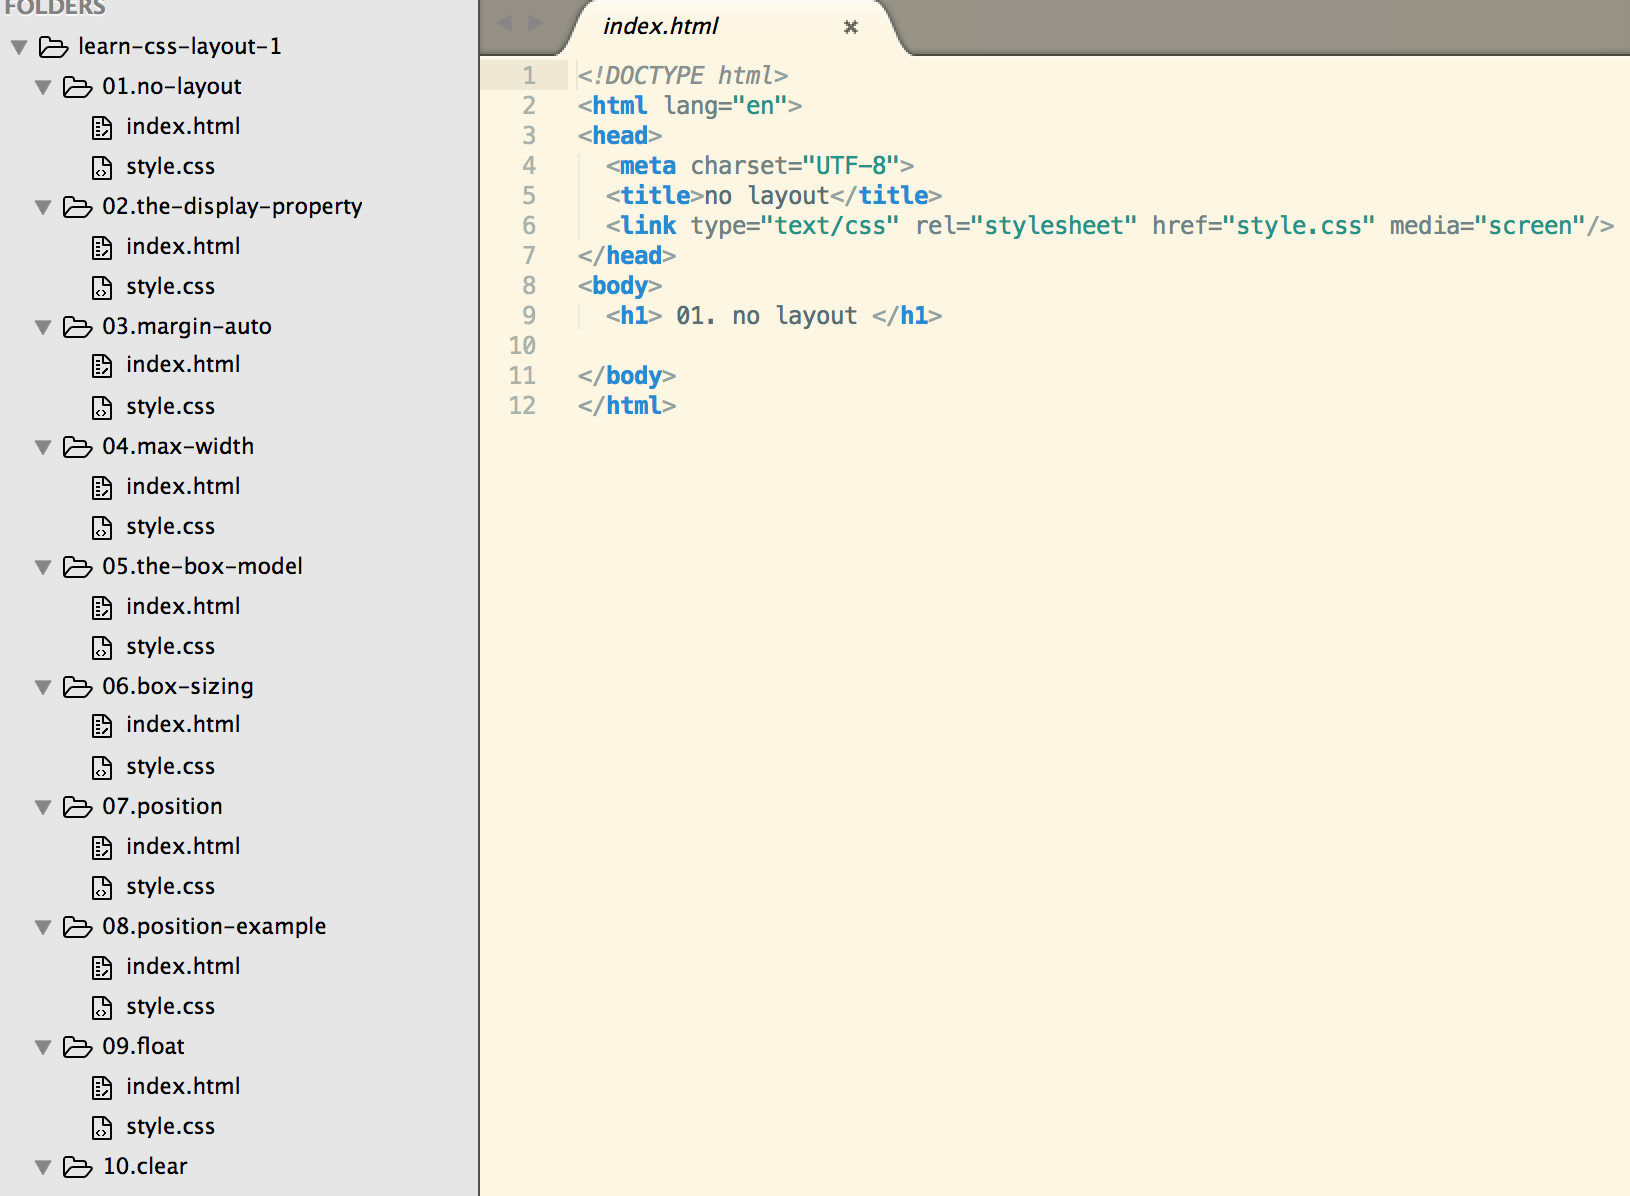 FOLDERS
learn-css-layout-1
01.no-layout
index.html
style.css
02.the-display-property
index.html
style.css
03.margin-auto
index.html
style.css
04.max-width
index.html
style.css
05.the-box-model
index.html
style.css
06.box-sizing
index.html
style.css
07.position
index.html
style.css
08.position-example
index.html
style.css
09.float
index.html
style.css
10.clear
index.html
1 <!DOCTYPE html>
2 <html lang="en">
3 <head>
4   <meta charset="UTF-8">
5   <title>no layout</title>
6   <link type="text/css" rel="stylesheet" href="style.css" media="screen"/>
7 </head>
8 <body>
9   <h1> 01. no layout </h1>
10
11 </body>
12 </html>